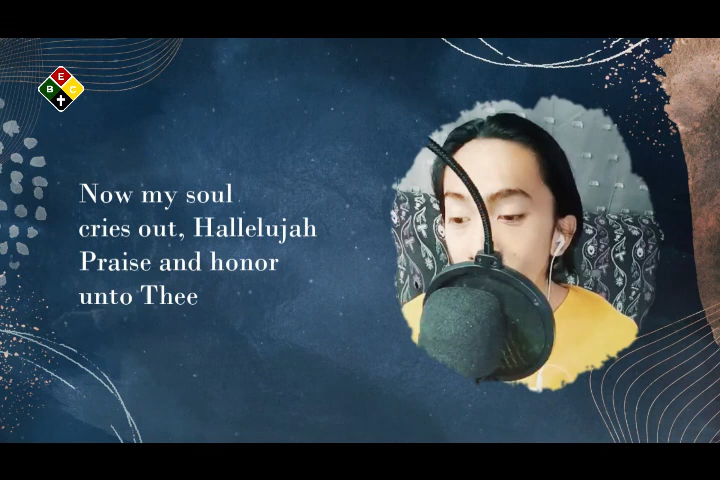 E
B C
Now my soul
cries out, Hallelujah
Praise and honor
unto Thee